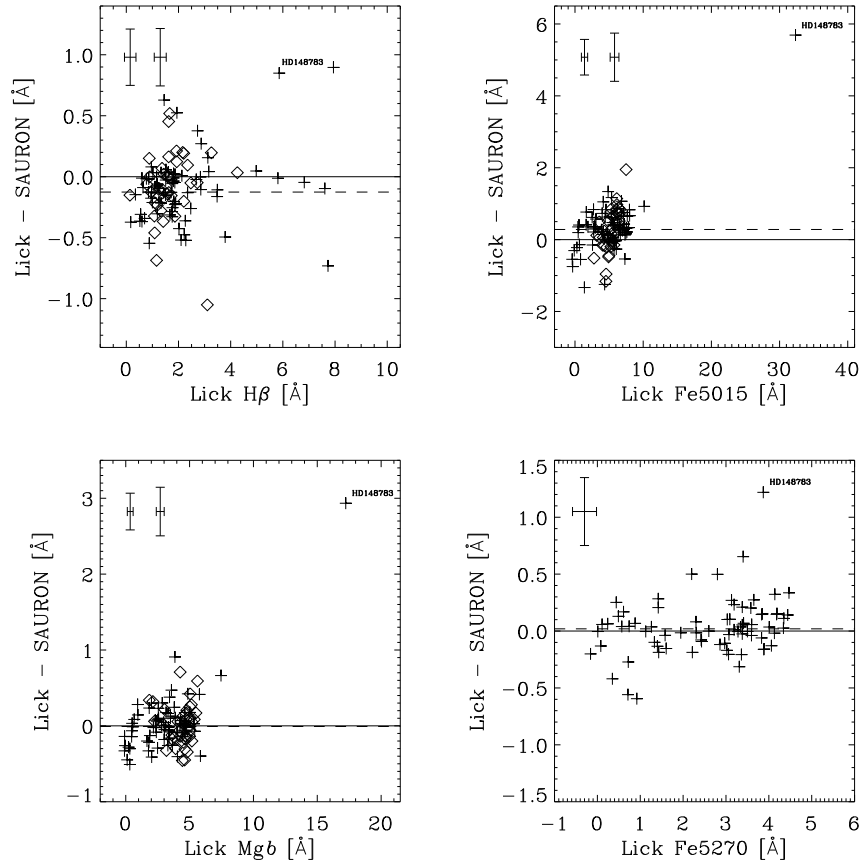 HD148783
1.0
0.5
0.0
−0.5
−1.0
Lick − SAURON [Å]
0 2 4 6 8 10
Lick Hβ [Å]
HD148783
6
4
2
0
−2
Lick − SAURON [Å]
0 10 20 30 40
Lick Fe5015 [Å]
HD148783
3
2
1
0
−1
Lick − SAURON [Å]
0 5 10 15 20
Lick Mgb [Å]
HD148783
1.5
1.0
0.5
0.0
−0.5
−1.0
−1.5
Lick − SAURON [Å]
−1 0 1 2 3 4 5 6
Lick Fe5270 [Å]